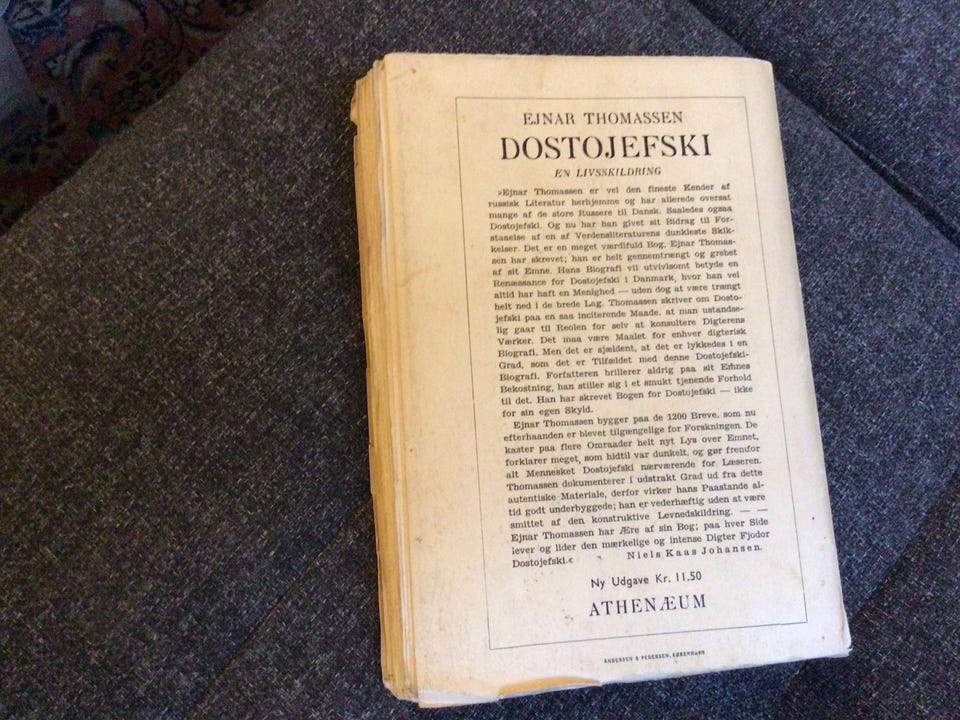 EJNAR THOMASSEN
DOSTOJEFSKI
EN LIVSSKILDRING
»Ejnar Thomassen er vel den fineste Kender af
russisk Literatur herhjemme og har allerede oversat
mange af de store Russere til Dansk. Saaledes ogsaa
Dostojefski. Og nu har han givet sit Bidrag til For-
staaelse af en af Verdensliteraturens dunkleste Skik-
kelser. Det er en meget værdifuld Bog, Ejnar Thomas-
sen har skrevet; han er helt gennemtrængt og grebet
af sit Emne. Hans Biografi vil utvivlsomt betyde en
Renæssance for Dostojefski i Danmark, hvor han vel
altid har haft en Menighed — uden dog at være trængt
helt ned i de brede Lag. Thomassen skriver om Dosto-
jefski paa en saa inciterende Maade, at man ustandse-
lig gaar til Reolen for selv at konsultere Digterens
Værker. Det maa være Maalet for enhver digterisk
Biografi. Men det er sjældent, at det er lykkedes i en
Grad, som det er Tilfældet med denne Dostojefski-
Biografi. Forfatteren brillerer aldrig paa sit Emnes
Bekostning, han stiller sig i et smukt tjenende Forhold
til det. Han har skrevet Bogen for Dostojefski — ikke
for sin egen Skyld.
Ejnar Thomassen bygger paa de 1200 Breve, som nu
efterhaanden er blevet tilgængelige for Forskningen. De
kaster paa flere Omraader helt nyt Lys over Emnet,
forklarer meget, som hidtil var dunkelt, og gør fremfor
alt Mennesket Dostojefski nærværende for Læseren.
Thomassen dokumenterer i udstrakt Grad ud fra dette
autentiske Materiale, derfor virker hans Paastande al-
tid godt underbyggede; han er vederhæftig uden at være
smittet af den konstruktive Levnedskildring. — —
Ejnar Thomassen har Ære af sin Bog; paa hver Side
lever og lider den mærkelige og intense Digter Fjodor
Dostojefski.« Niels Kaas Johansen.
Ny Udgave Kr. 11.50
ATHENÆUM
ANDERSEN & PEDERSEN, KØBENHAVN